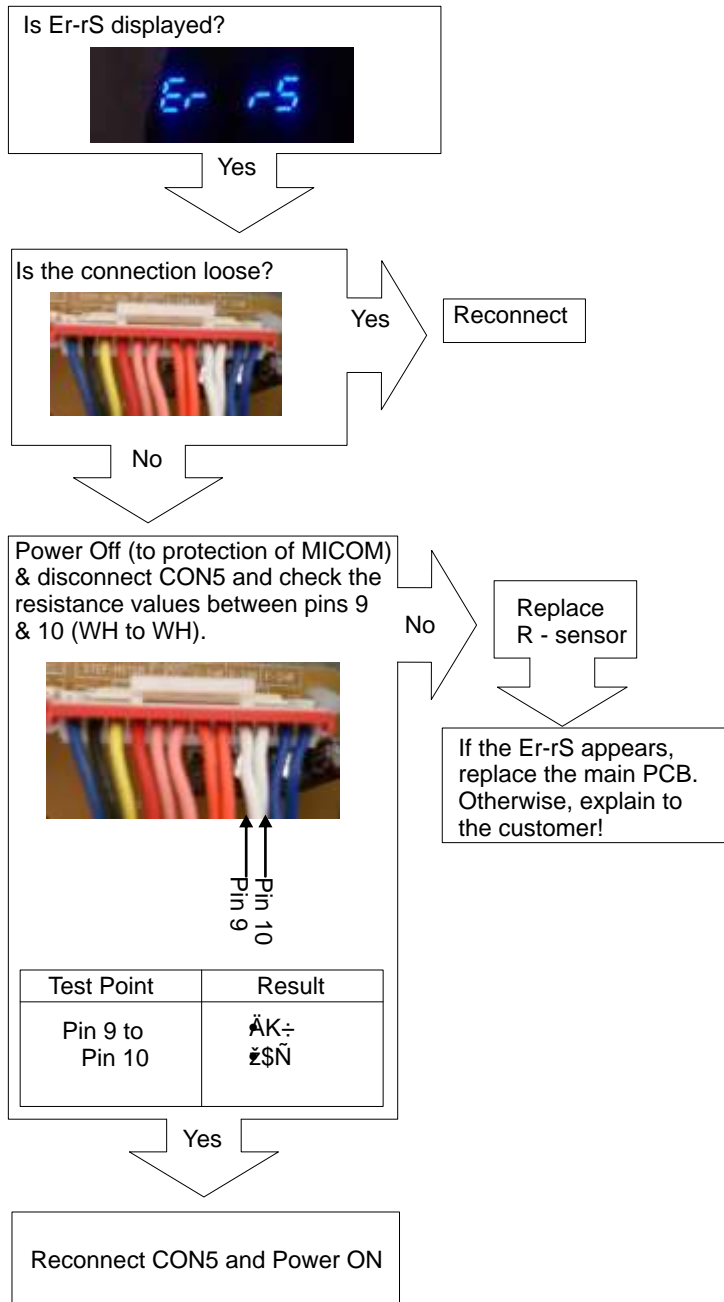 Is Er-rS displayed?
Er rS
Yes
Is the connection loose?
Yes
Reconnect
No
Power Off (to protection of MICOM)
& disconnect CON5 and check the
resistance values between pins 9
& 10 (WH to WH).
No
Replace
R - sensor
If the Er-rS appears,
replace the main PCB.
Otherwise, explain to
the customer!
Pin 9
Pin 10
Test Point
Result
Pin 9 to
Pin 10
Yes
Reconnect CON5 and Power ON